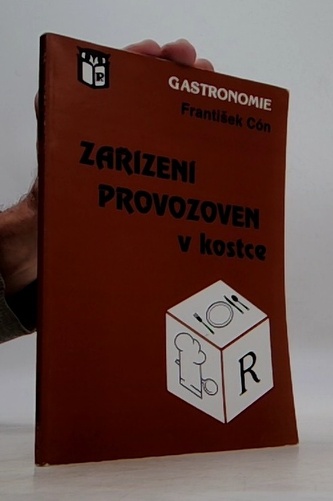 R
GASTRONOMIE
František Cón
ZAŘÍZENÍ
PROVOZOVEN
v kostce
R